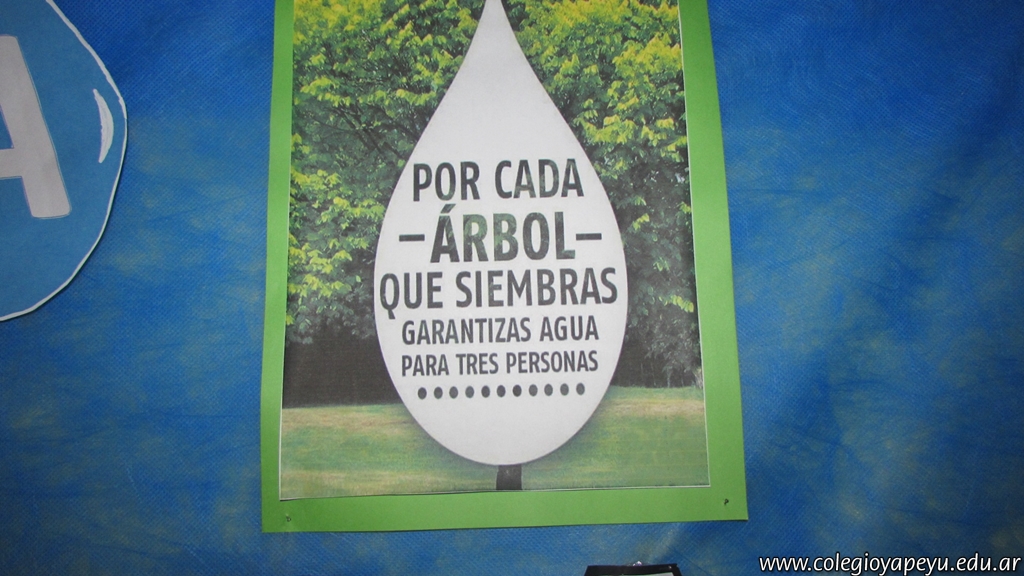 A
POR CADA
–ÁRBOL–
QUE SIEMBRAS
GARANTIZAS AGUA
PARA TRES PERSONAS
www.colegioyapeyu.edu.ar